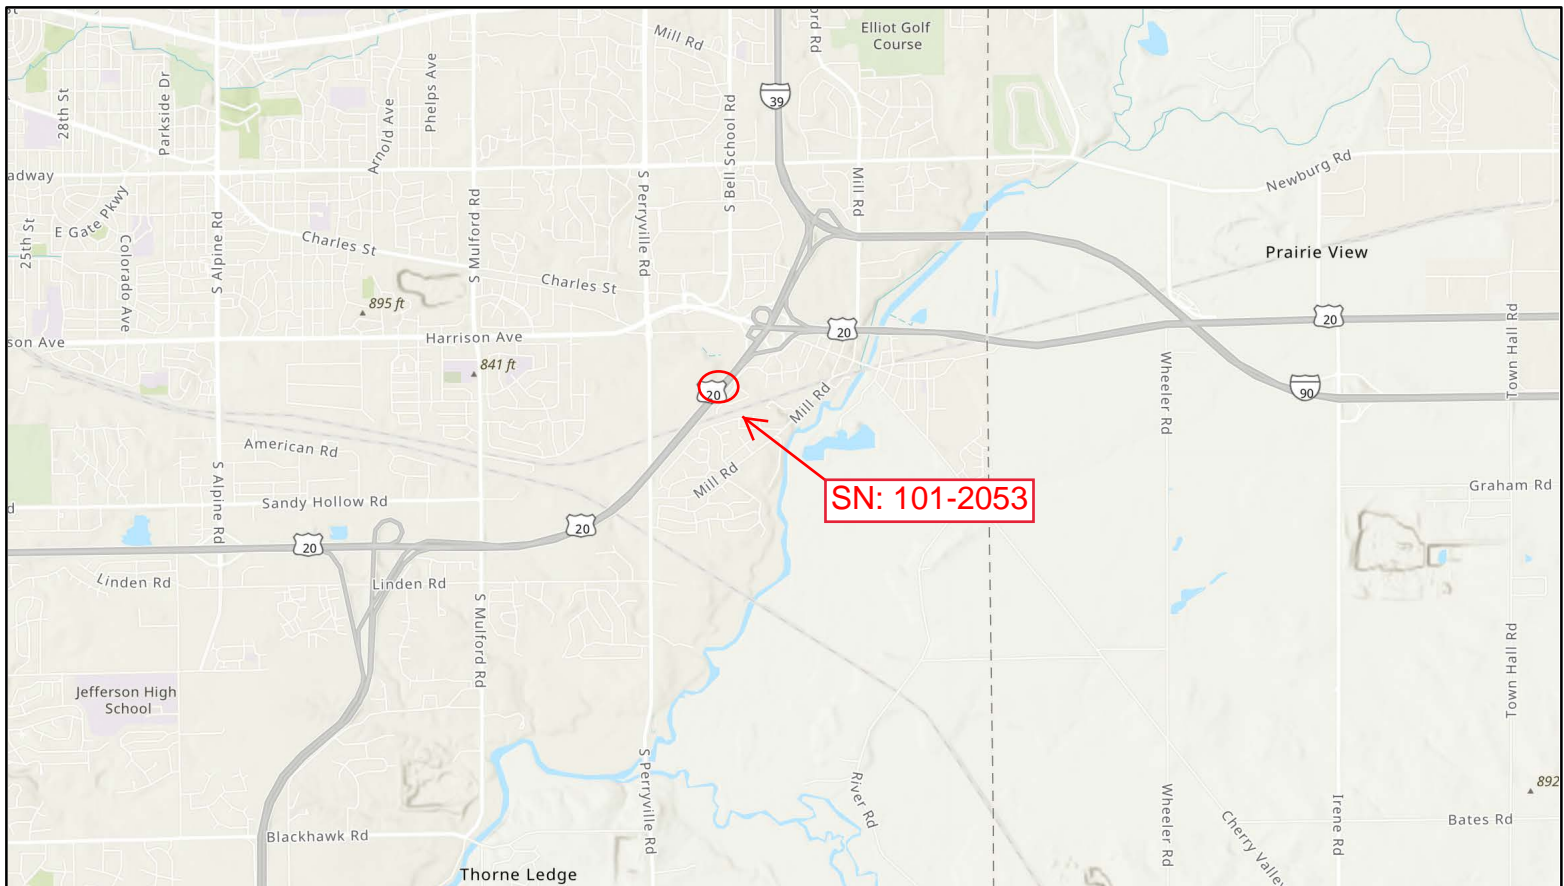 Mill Rd
ord Rd
Elliot Golf
Course
39
28th St
Parkside Dr
Arnold Ave
Phelps Ave
S Bell School Rd
adway
E Gate Pkwy
25th St
Colorado Ave
S Alpine Rd
Charles St
S Mulford Rd
Charles St
S Perryville Rd
Mill Rd
Newburg Rd
Prairie View
895 ft
son Ave
Harrison Ave
841 ft
20
20
20
90
Wheeler Rd
Town Hall Rd
Mill Rd
American Rd
Mill Rd
SN: 101-2053
S Alpine Rd
Sandy Hollow Rd
d
Graham Rd
20
20
Linden Rd
Linden Rd
S Mulford Rd
Town Hall Rd
Jefferson High
School
S Perryville Rd
River Rd
Wheeler Rd
Cherry Valley
Irene Rd
892
Bates Rd
Blackhawk Rd
Thorne Ledge